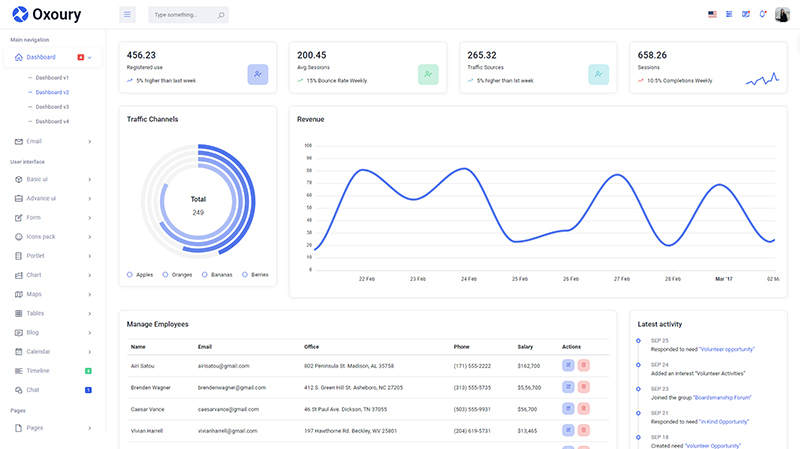 Oxoury
Type something...
Main navigation
Dashboard 4
Dashboard v1
Dashboard v2
Dashboard v3
Dashboard v4
Email
User interface
Basic ui
Advance ui
Form
Icons pack
Portlet
Chart
Maps
Tables
Blog
Calendar
Timeline
Chat
Pages
Pages
456.23
Registered use
5% higher than last week
200.45
Avg Sessions
15% Bounce Rate Weekly
265.32
Traffic Sources
5% higher than lst week
658.26
Sessions
10.5% Completions Weekly
Traffic Channels
Total
249
Apples Oranges Bananas Berries
Revenue
100
90
80
70
60
50
40
30
20
10
0
22 Feb 23 Feb 24 Feb 25 Feb 26 Feb 27 Feb 28 Feb Mar '17 02 M
Manage Employees
Name Email Office Phone Salary Actions
Airi Satou airisatou@gmail.com 802 Peninsula St. Madison, AL 35758 (171) 555-2222 $162,700
Brenden Wagner brendenwagner@gmail.com 412 S. Green Hill St. Asheboro, NC 27205 (313) 555-5735 $5,56,700
Caesar Vance caesarvance@gmail.com 46 St Paul Ave. Dickson, TN 37055 (503) 555-9931 $56,700
Vivian Harrell vivianharrell@gmail.com 197 Hawthorne Rd. Beckley, WV 25801 (204) 619-5731 $13,465
Latest activity
SEP 25
Responded to need "Volunteer opportunity"
SEP 24
Added an interest "Volunteer Activities"
SEP 23
Joined the group "Boardsmanship Forum"
SEP 21
Responded to need "In-Kind Opportunity"
SEP 18
Created need "Volunteer Opportunity"